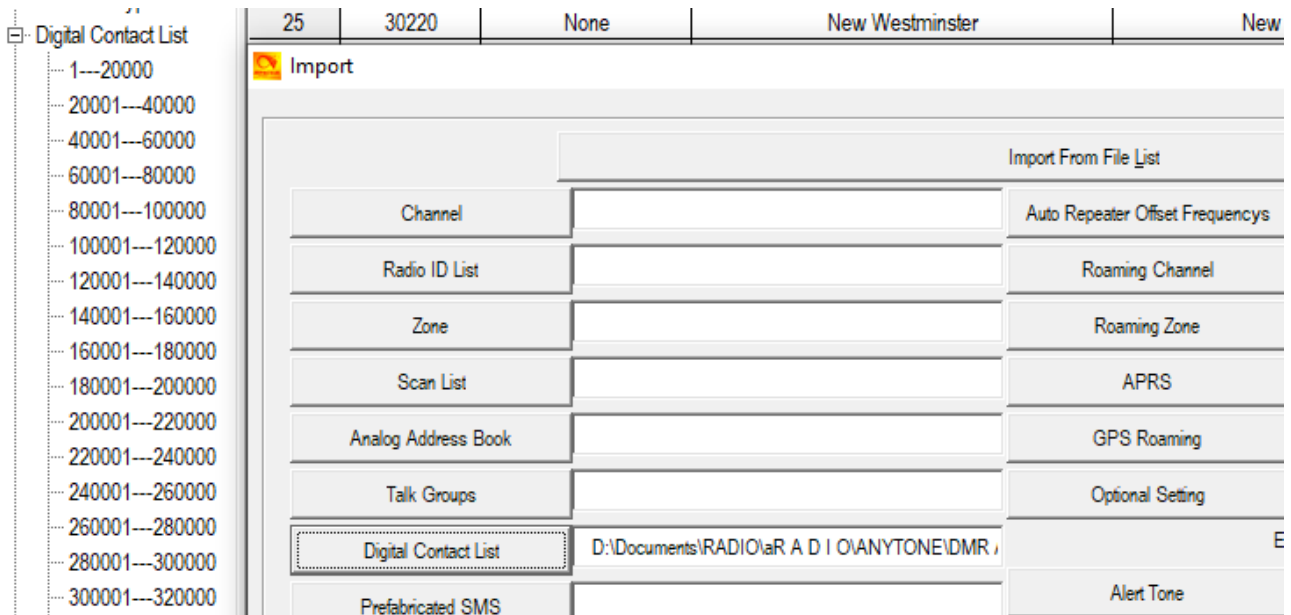 Digital Contact List
1---20000
20001---40000
40001---60000
60001---80000
80001---100000
100001---120000
120001---140000
140001---160000
160001---180000
180001---200000
200001---220000
220001---240000
240001---260000
260001---280000
280001---300000
300001---320000
25 30220 None New Westminster New
Import
Import From File List
Channel Auto Repeater Offset Frequencys
Radio ID List Roaming Channel
Zone Roaming Zone
Scan List APRS
Analog Address Book GPS Roaming
Talk Groups Optional Setting
Digital Contact List D:\Documents\RADIO\aR A D I O\ANYTONE\DMR E
Prefabricated SMS Alert Tone